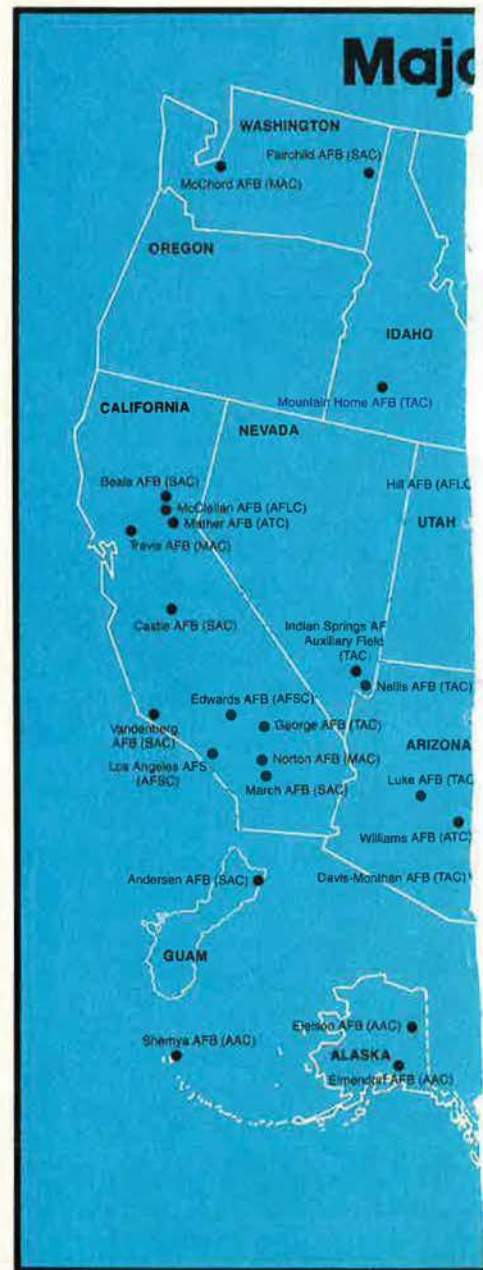 Majo
WASHINGTON
Fairchild AFB (SAC)
McChord AFB (MAC)
OREGON
IDAHO
Mountain Home AFB (TAC)
CALIFORNIA
NEVADA
Beale AFB (SAC)
McClellan AFB (AFLC)
Mather AFB (ATC)
Travis AFB (MAC)
Hill AFB (AFLC
UTAH
Castle AFB (SAC)
Indian Springs AF
Auxiliary Field
(TAC)
Nellis AFB (TAC)
Edwards AFB (AFSC)
George AFB (TAC)
Vandenberg
AFB (SAC)
Los Angeles AFS
(AFSC)
Norton AFB (MAC)
March AFB (SAC)
ARIZONA
Luke AFB (TAC
Williams AFB (ATC)
Davis-Monthan AFB (TAC)
Andersen AFB (SAC)
GUAM
Eielson AFB (AAC)
Shemya AFB (AAC)
ALASKA
Elmendorf AFB (AAC)